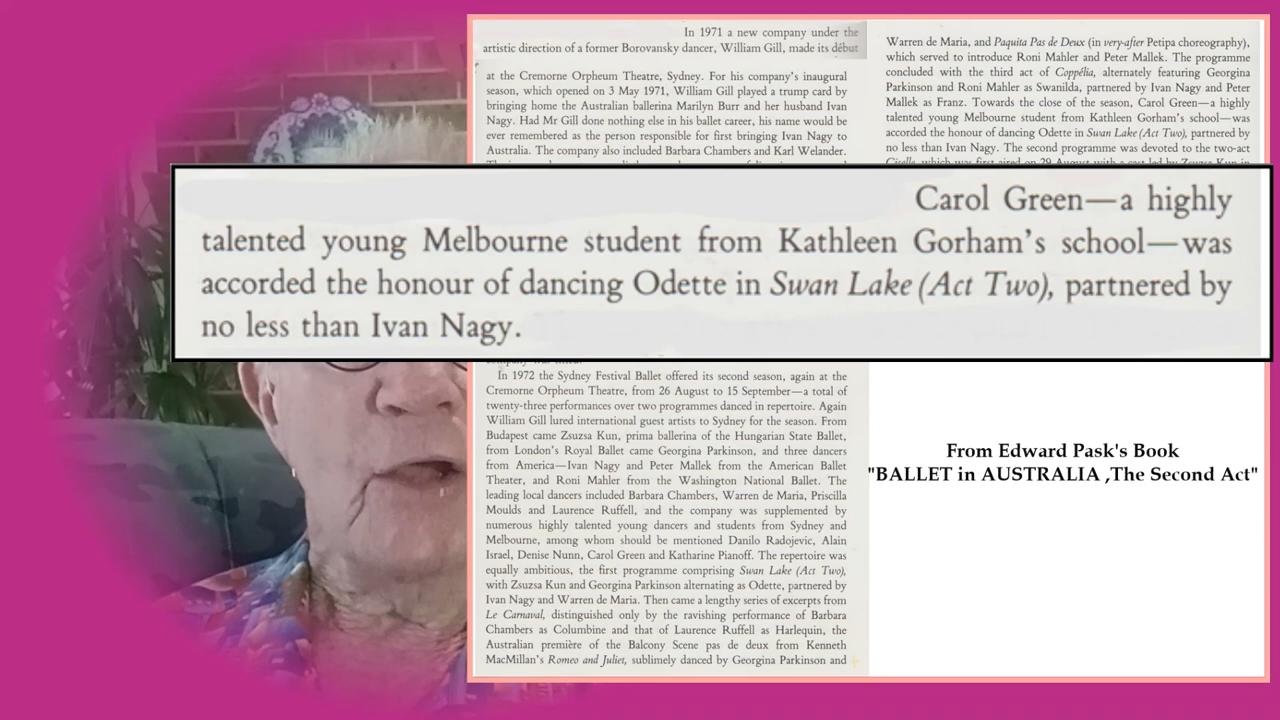 In 1971 a new company under the
artistic direction of a former Borovansky dancer, William Gill, made its début
at the Cremorne Orpheum Theatre, Sydney. For his company's inaugural
season, which opened on 3 May 1971, William Gill played a trump card by
bringing home the Australian ballerina Marilyn Burr and her husband Ivan
Nagy. Had Mr Gill done nothing else in his ballet career, his name would be
ever remembered as the person responsible for first bringing Ivan Nagy to
Australia. The company also included Barbara Chambers and Karl Welander.
Warren de Maria, and Paquita Pas de Deux (in very-after Petipa choreography),
which served to introduce Roni Mahler and Peter Mallek. The programme
concluded with the third act of Coppélia, alternately featuring Georgina
Parkinson and Roni Mahler as Swanilda, partnered by Ivan Nagy and Peter
Mallek as Franz. Towards the close of the season, Carol Green—a highly
talented young Melbourne student from Kathleen Gorham's school—was
accorded the honour of dancing Odette in Swan Lake (Act Two), partnered by
no less than Ivan Nagy. The second programme was devoted to the two-act
Giselle, which was first aired on 29 August with a cast led by Zsuzsa Kun in
Carol Green—a highly
talented young Melbourne student from Kathleen Gorham's school—was
accorded the honour of dancing Odette in Swan Lake (Act Two), partnered by
no less than Ivan Nagy.
In 1972 the Sydney Festival Ballet offered its second season, again at the
Cremorne Orpheum Theatre, from 26 August to 15 September—a total of
twenty-three performances over two programmes danced in repertoire. Again
William Gill lured international guest artists to Sydney for the season. From
Budapest came Zsuzsa Kun, prima ballerina of the Hungarian State Ballet,
from London's Royal Ballet came Georgina Parkinson, and three dancers
from America—Ivan Nagy and Peter Mallek from the American Ballet
Theater, and Roni Mahler from the Washington National Ballet. The
leading local dancers included Barbara Chambers, Warren de Maria, Priscilla
Moulds and Laurence Ruffell, and the company was supplemented by
numerous highly talented young dancers and students from Sydney and
Melbourne, among whom should be mentioned Danilo Radojevic, Alain
Israel, Denise Nunn, Carol Green and Katharine Pianoff. The repertoire was
equally ambitious, the first programme comprising Swan Lake (Act Two),
with Zsuzsa Kun and Georgina Parkinson alternating as Odette, partnered by
Ivan Nagy and Warren de Maria. Then came a lengthy series of excerpts from
Le Carnaval, distinguished only by the ravishing performance of Barbara
Chambers as Columbine and that of Laurence Ruffell as Harlequin, the
Australian première of the Balcony Scene pas de deux from Kenneth
MacMillan's Romeo and Juliet, sublimely danced by Georgina Parkinson and
From Edward Pask's Book
"BALLET in AUSTRALIA ,The Second Act"